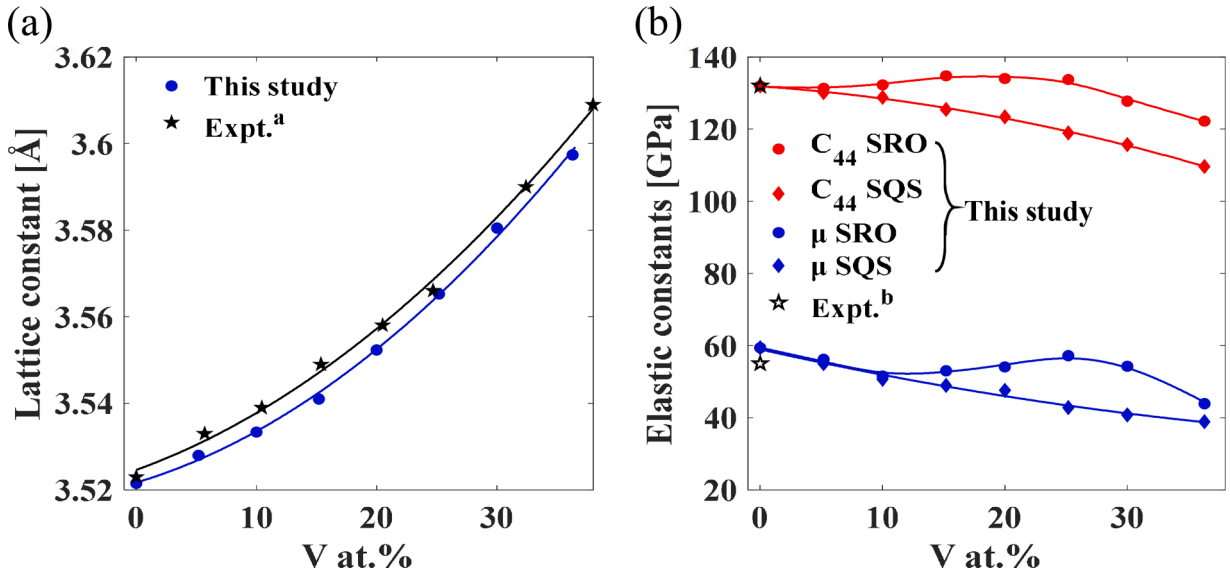 (a)
3.62
3.6
3.58
3.56
3.54
3.52
Lattice constant [Å]
This study
Expt.a
0
10
20
30
V at.%
(b)
140
120
100
80
60
40
20
Elastic constants [GPa]
C44 SRO
C44 SQS
μ SRO
μ SQS
This study
Expt.b
0
10
20
30
V at.%